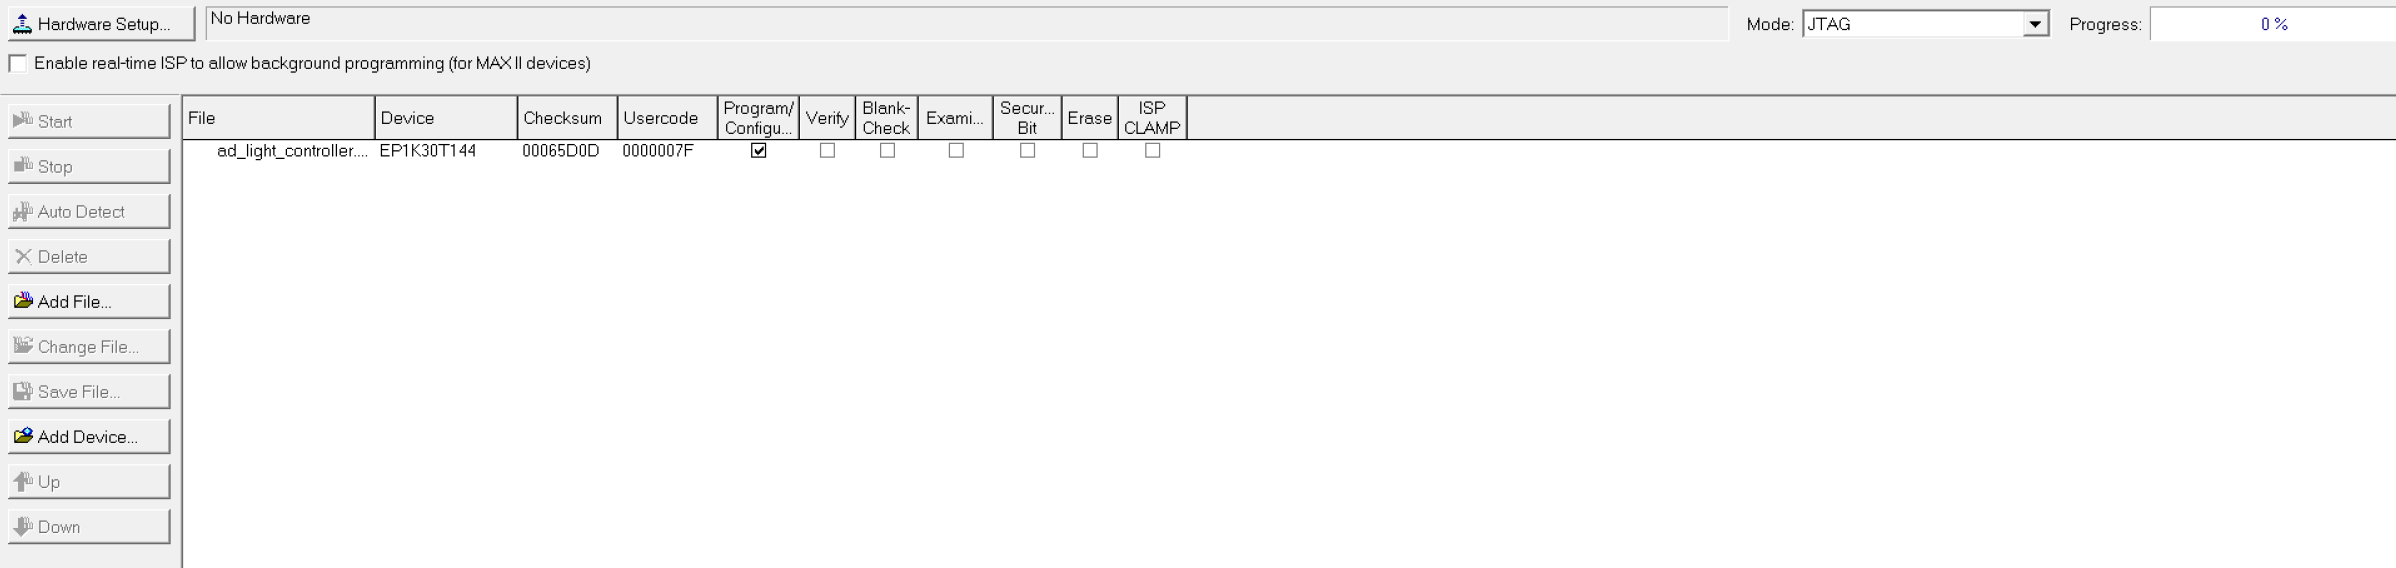 Hardware Setup... No Hardware Mode: JTAG Progress: 0 %
Enable real-time ISP to allow background programming (for MAX II devices)
Start
Stop
Auto Detect
Delete
Add File...
Change File...
Save File...
Add Device...
Up
Down
File Device Checksum Usercode Program/ Configu... Verify Blank- Check Exami... Secur... Bit Erase ISP CLAMP
ad_light_controller.... EP1K30T144 00065D0D 0000007F